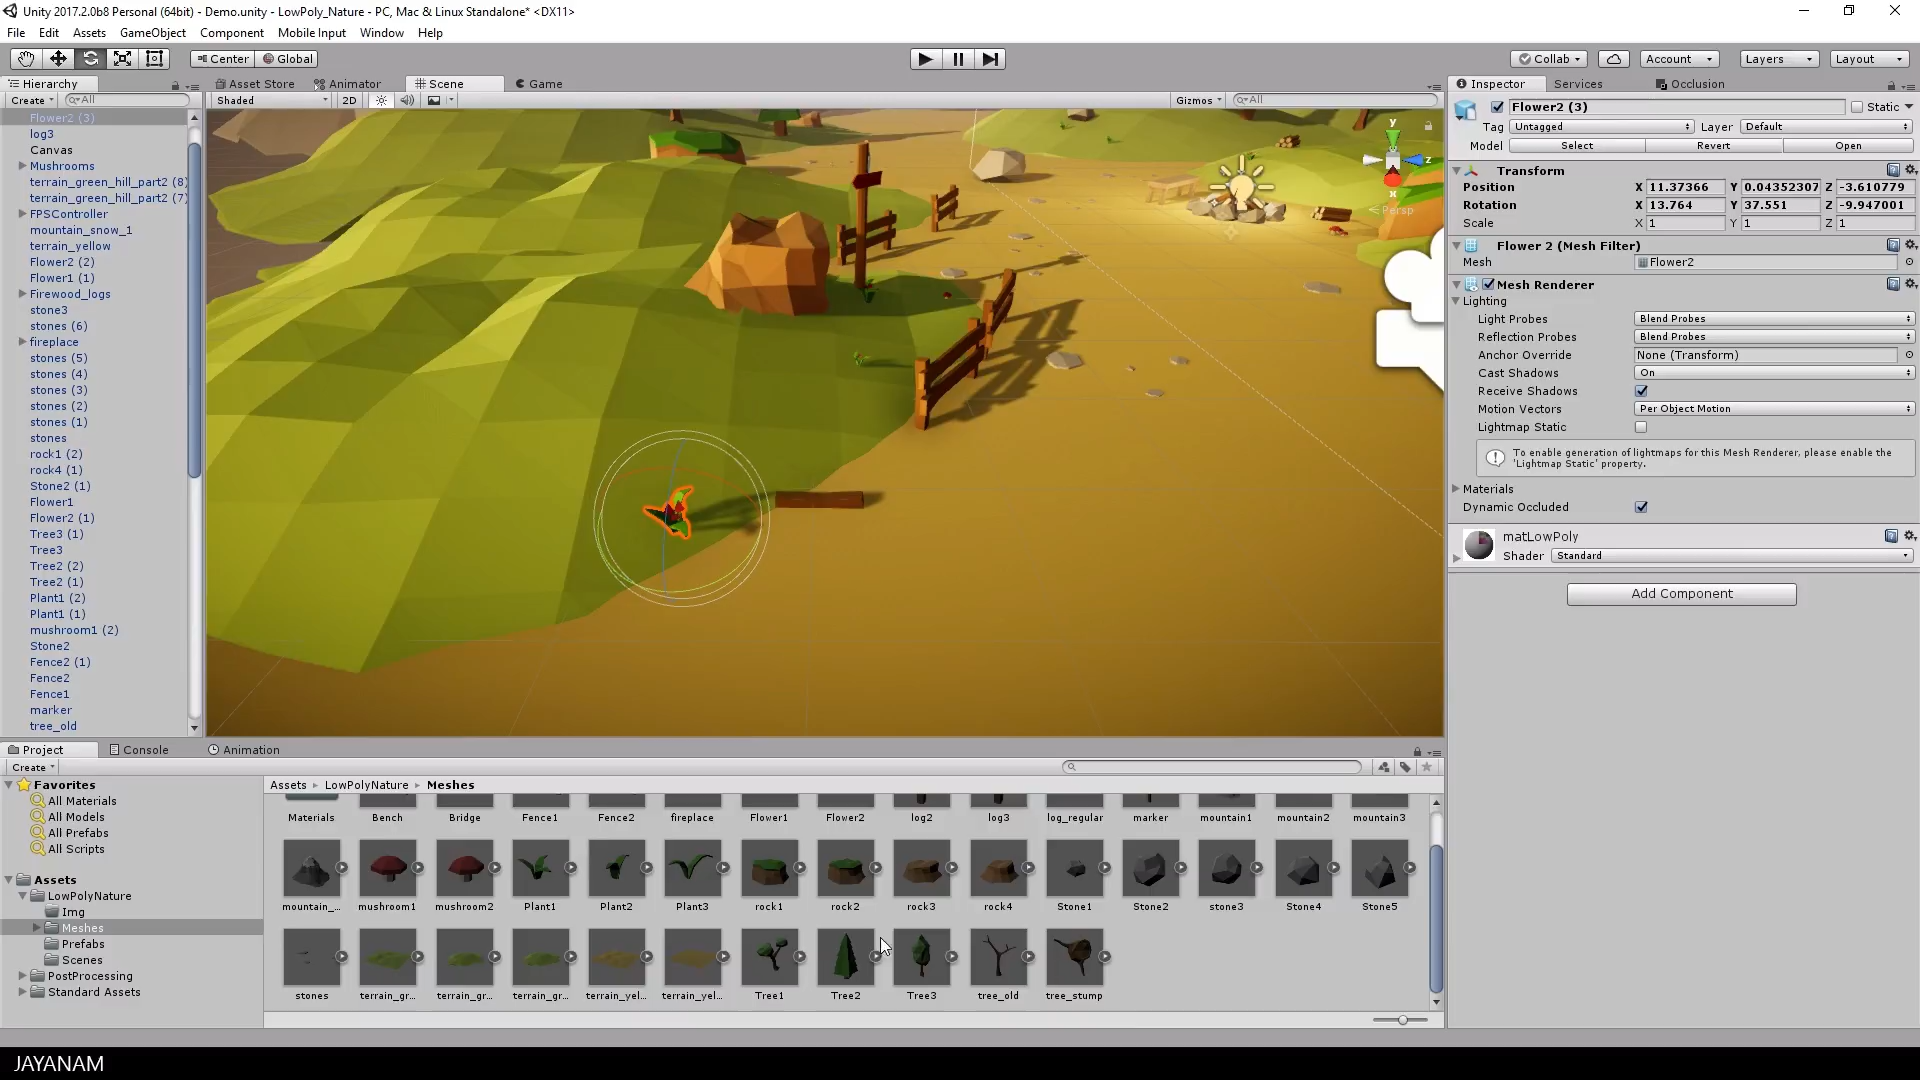 Unity 2017.2.0b8 Personal (64bit) - Demo.unity - LowPoly_Nature - PC, Mac & Linux Standalone* <DX11>
File Edit Assets GameObject Component Mobile Input Window Help
Center Global
Collab Account Layers Layout
Hierarchy
Create All
Flower2 (3)
log3
Canvas
Mushrooms
terrain_green_hill_part2 (8)
terrain_green_hill_part2 (7)
FPSController
mountain_snow_1
terrain_yellow
Flower2 (2)
Flower1 (1)
Firewood_logs
stone3
stones (6)
fireplace
stones (5)
stones (4)
stones (3)
stones (2)
stones (1)
stones
rock1 (2)
rock4 (1)
Stone2 (1)
Flower1
Flower2 (1)
Tree3 (1)
Tree3
Tree2 (2)
Tree2 (1)
Plant1 (2)
Plant1 (1)
mushroom1 (2)
Stone2
Fence2 (1)
Fence2
Fence1
marker
tree_old
Asset Store Animator Scene Game
Shaded 2D Gizmos All
y
z
x
Persp
Inspector Services Occlusion
Flower2 (3) Static
Tag Untagged Layer Default
Model Select Revert Open
Transform
Position X 11.37366 Y 0.04352307 Z -3.610779
Rotation X 13.764 Y 37.551 Z -9.947001
Scale X 1 Y 1 Z 1
Flower 2 (Mesh Filter)
Mesh Flower2
Mesh Renderer
Lighting
Light Probes Blend Probes
Reflection Probes Blend Probes
Anchor Override None (Transform)
Cast Shadows On
Receive Shadows
Motion Vectors Per Object Motion
Lightmap Static
To enable generation of lightmaps for this Mesh Renderer, please enable the
'Lightmap Static' property.
Materials
Dynamic Occluded
matLowPoly
Shader Standard
Add Component
Project Console Animation
Create
Favorites
All Materials
All Models
All Prefabs
All Scripts
Assets
LowPolyNature
Img
Meshes
Prefabs
Scenes
PostProcessing
Standard Assets
Assets LowPolyNature Meshes
Materials Bench Bridge Fence1 Fence2 fireplace Flower1 Flower2 log2 log3 log_regular marker mountain1 mountain2 mountain3
mountain_... mushroom1 mushroom2 Plant1 Plant2 Plant3 rock1 rock2 rock3 rock4 Stone1 Stone2 stone3 Stone4 Stone5
stones terrain_gr... terrain_gr... terrain_gr... terrain_yel... terrain_yel... Tree1 Tree2 Tree3 tree_old tree_stump
JAYANAM